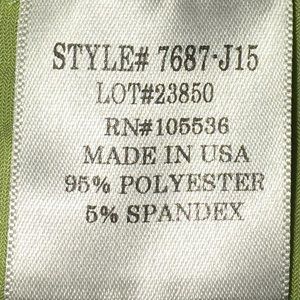 STYLE# 7687-J15
LOT#23850
RN#105536
MADE IN USA
95% POLYESTER
5% SPANDEX